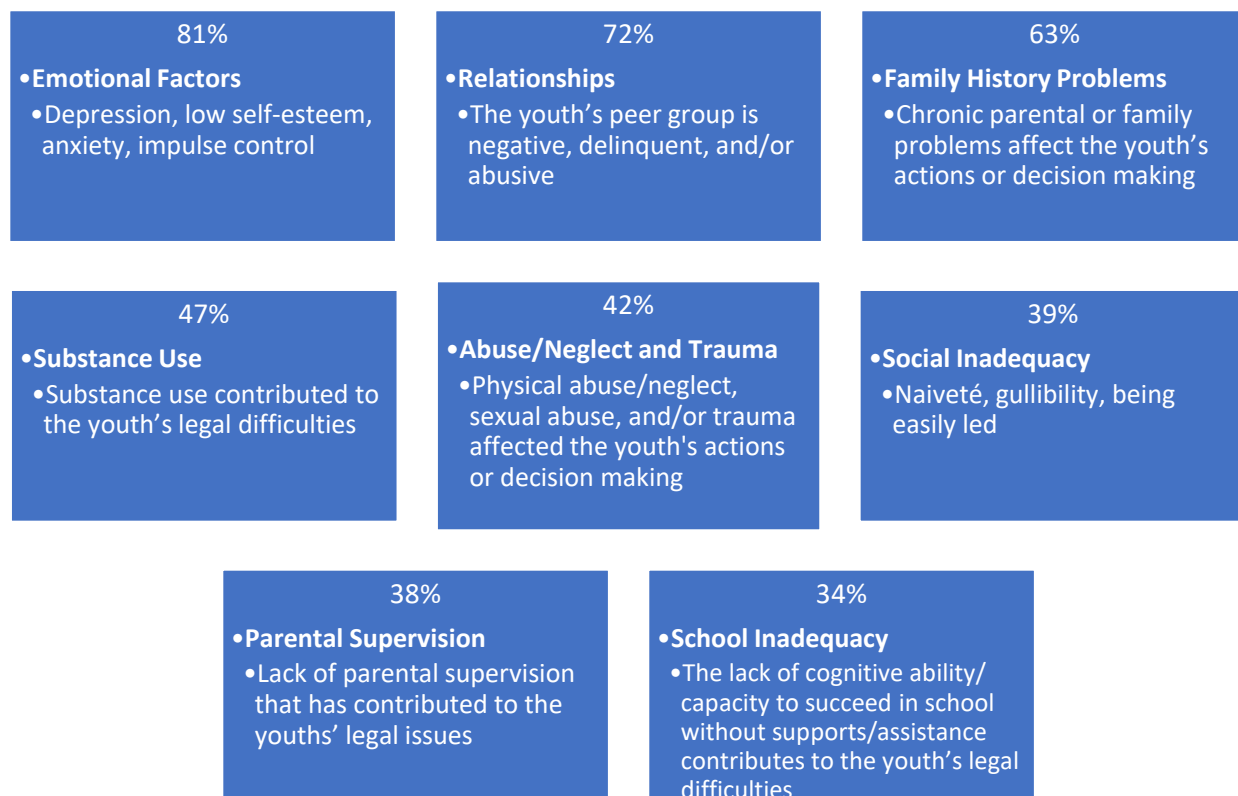 81%
•Emotional Factors
•Depression, low self-esteem,
anxiety, impulse control
72%
•Relationships
•The youth’s peer group is
negative, delinquent, and/or
abusive
63%
•Family History Problems
•Chronic parental or family
problems affect the youth’s
actions or decision making
47%
•Substance Use
•Substance use contributed to
the youth’s legal difficulties
42%
•Abuse/Neglect and Trauma
•Physical abuse/neglect,
sexual abuse, and/or trauma
affected the youth's actions
or decision making
39%
•Social Inadequacy
•Naiveté, gullibility, being
easily led
38%
•Parental Supervision
•Lack of parental supervision
that has contributed to the
youths’ legal issues
34%
•School Inadequacy
•The lack of cognitive ability/
capacity to succeed in school
without supports/assistance
contributes to the youth’s legal
difficulties